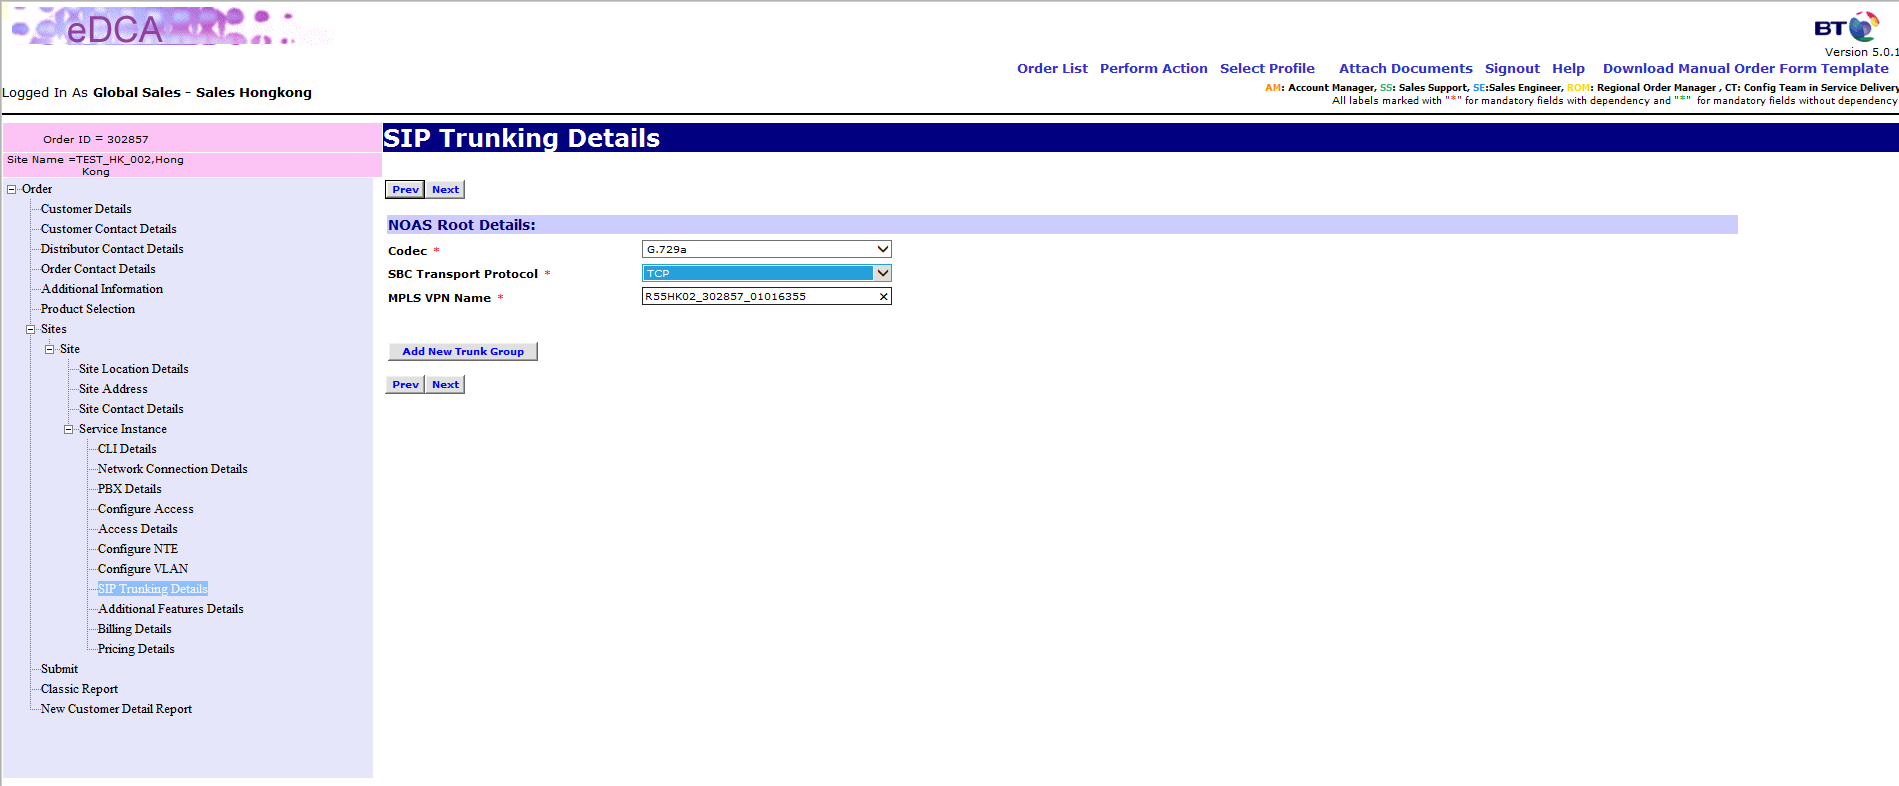 eDCA
BT
Version 5.0.1
Order List Perform Action Select Profile Attach Documents Signout Help Download Manual Order Form Template
Logged In As Global Sales - Sales Hongkong
AM: Account Manager, SS: Sales Support, SE:Sales Engineer, ROM: Regional Order Manager , CT: Config Team in Service Delivery
All labels marked with "*" for mandatory fields with dependency and "*" for mandatory fields without dependency
Order ID = 302857
Site Name =TEST_HK_002,Hong
Kong
Order
Customer Details
Customer Contact Details
Distributor Contact Details
Order Contact Details
Additional Information
Product Selection
Sites
Site
Site Location Details
Site Address
Site Contact Details
Service Instance
CLI Details
Network Connection Details
PBX Details
Configure Access
Access Details
Configure NTE
Configure VLAN
SIP Trunking Details
Additional Features Details
Billing Details
Pricing Details
Submit
Classic Report
New Customer Detail Report
SIP Trunking Details
Prev Next
NOAS Root Details:
Codec * G.729a
SBC Transport Protocol * TCP
MPLS VPN Name * R55HK02_302857_01016355
Add New Trunk Group
Prev Next